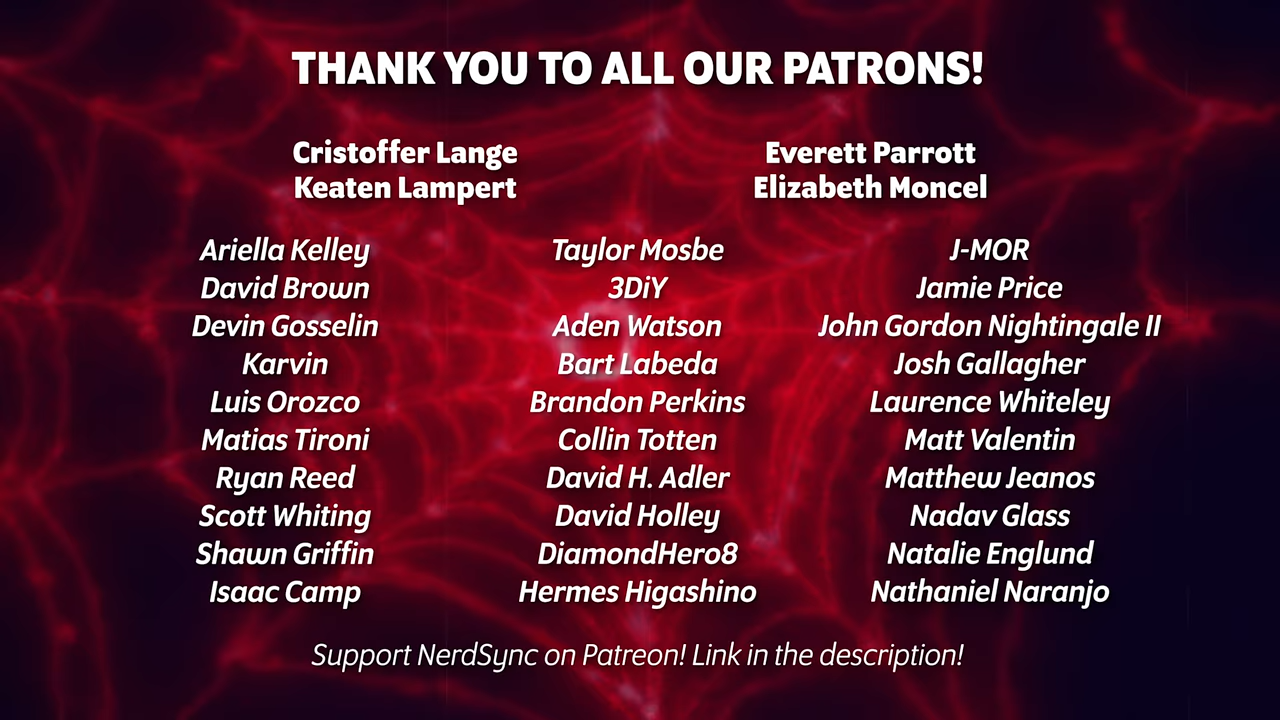 THANK YOU TO ALL OUR PATRONS!
Cristoffer Lange
Keaten Lampert
Everett Parrott
Elizabeth Moncel
Ariella Kelley
David Brown
Devin Gosselin
Karvin
Luis Orozco
Matias Tironi
Ryan Reed
Scott Whiting
Shawn Griffin
Isaac Camp
Taylor Mosbe
3DiY
Aden Watson
Bart Labeda
Brandon Perkins
Collin Totten
David H. Adler
David Holley
DiamondHero8
Hermes Higashino
J-MOR
Jamie Price
John Gordon Nightingale II
Josh Gallagher
Laurence Whiteley
Matt Valentin
Matthew Jeanos
Nadav Glass
Natalie Englund
Nathaniel Naranjo
Support NerdSync on Patreon! Link in the description!